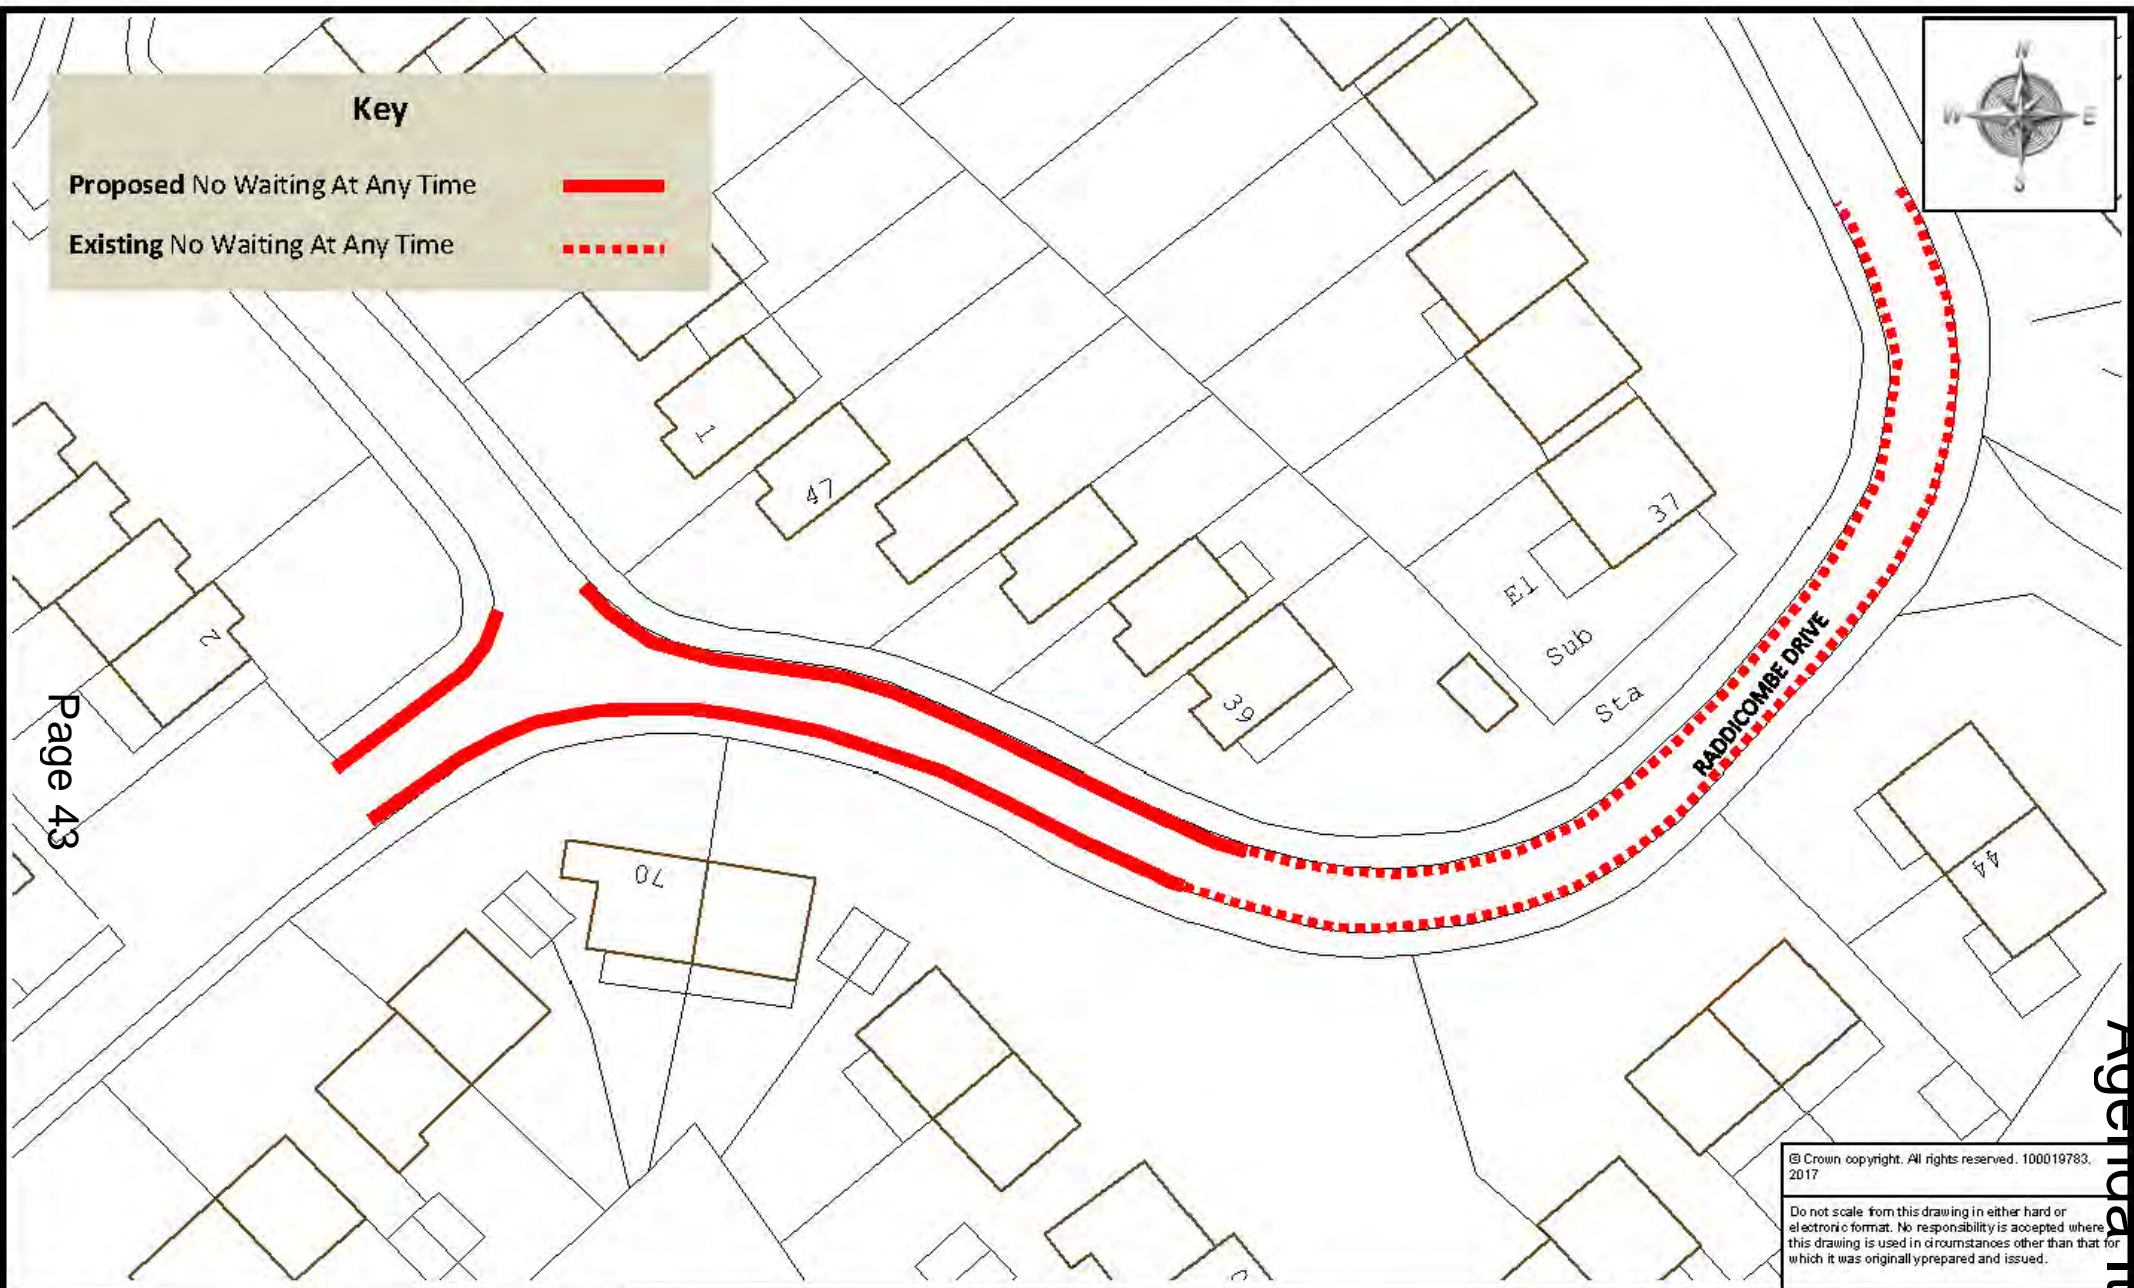 Key
Proposed No Waiting At Any Time
Existing No Waiting At Any Time
N
W E
S
1
47
37
El
Sub
Sta
39
2
RADDICOMBE DRIVE
Page 43
70
44
Agenda
© Crown copyright. All rights reserved. 100019783.
2017
Do not scale from this drawing in either hard or
electronic format. No responsibility is accepted where
this drawing is used in circumstances other than that for
which it was originally prepared and issued.